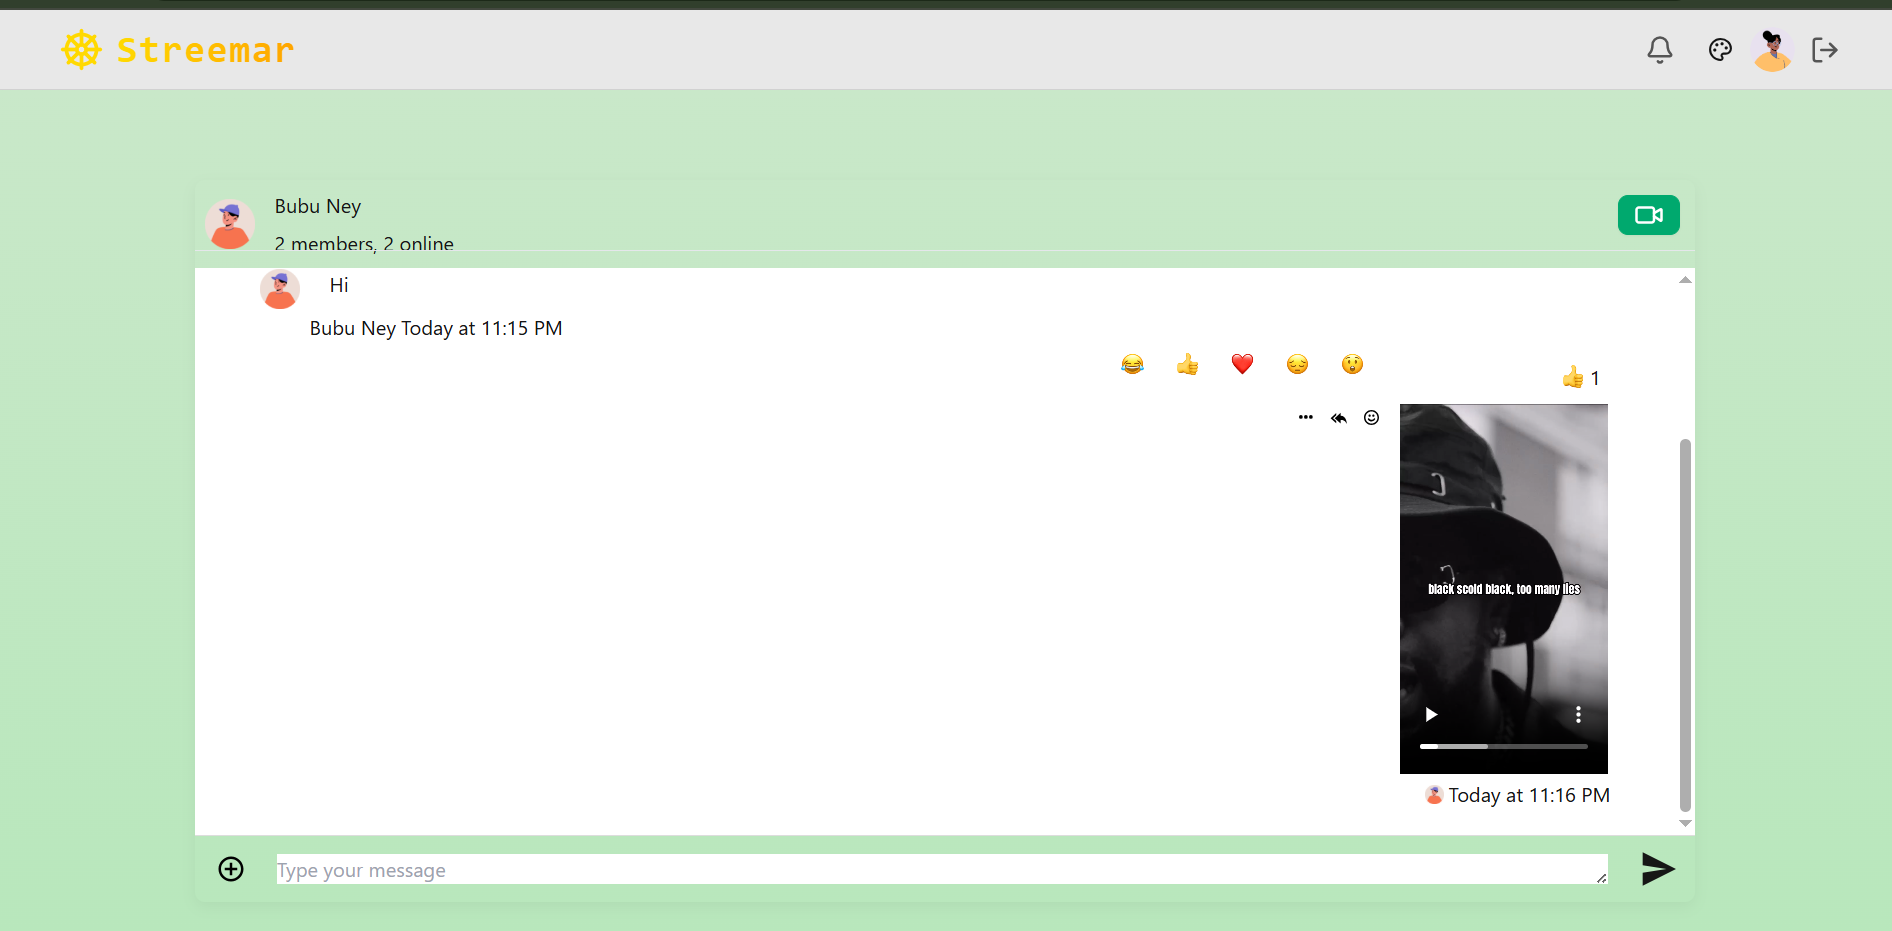 Streemar
Bubu Ney
2 members, 2 online
Hi
Bubu Ney Today at 11:15 PM
1
black scold black, too many lies
Today at 11:16 PM
Type your message